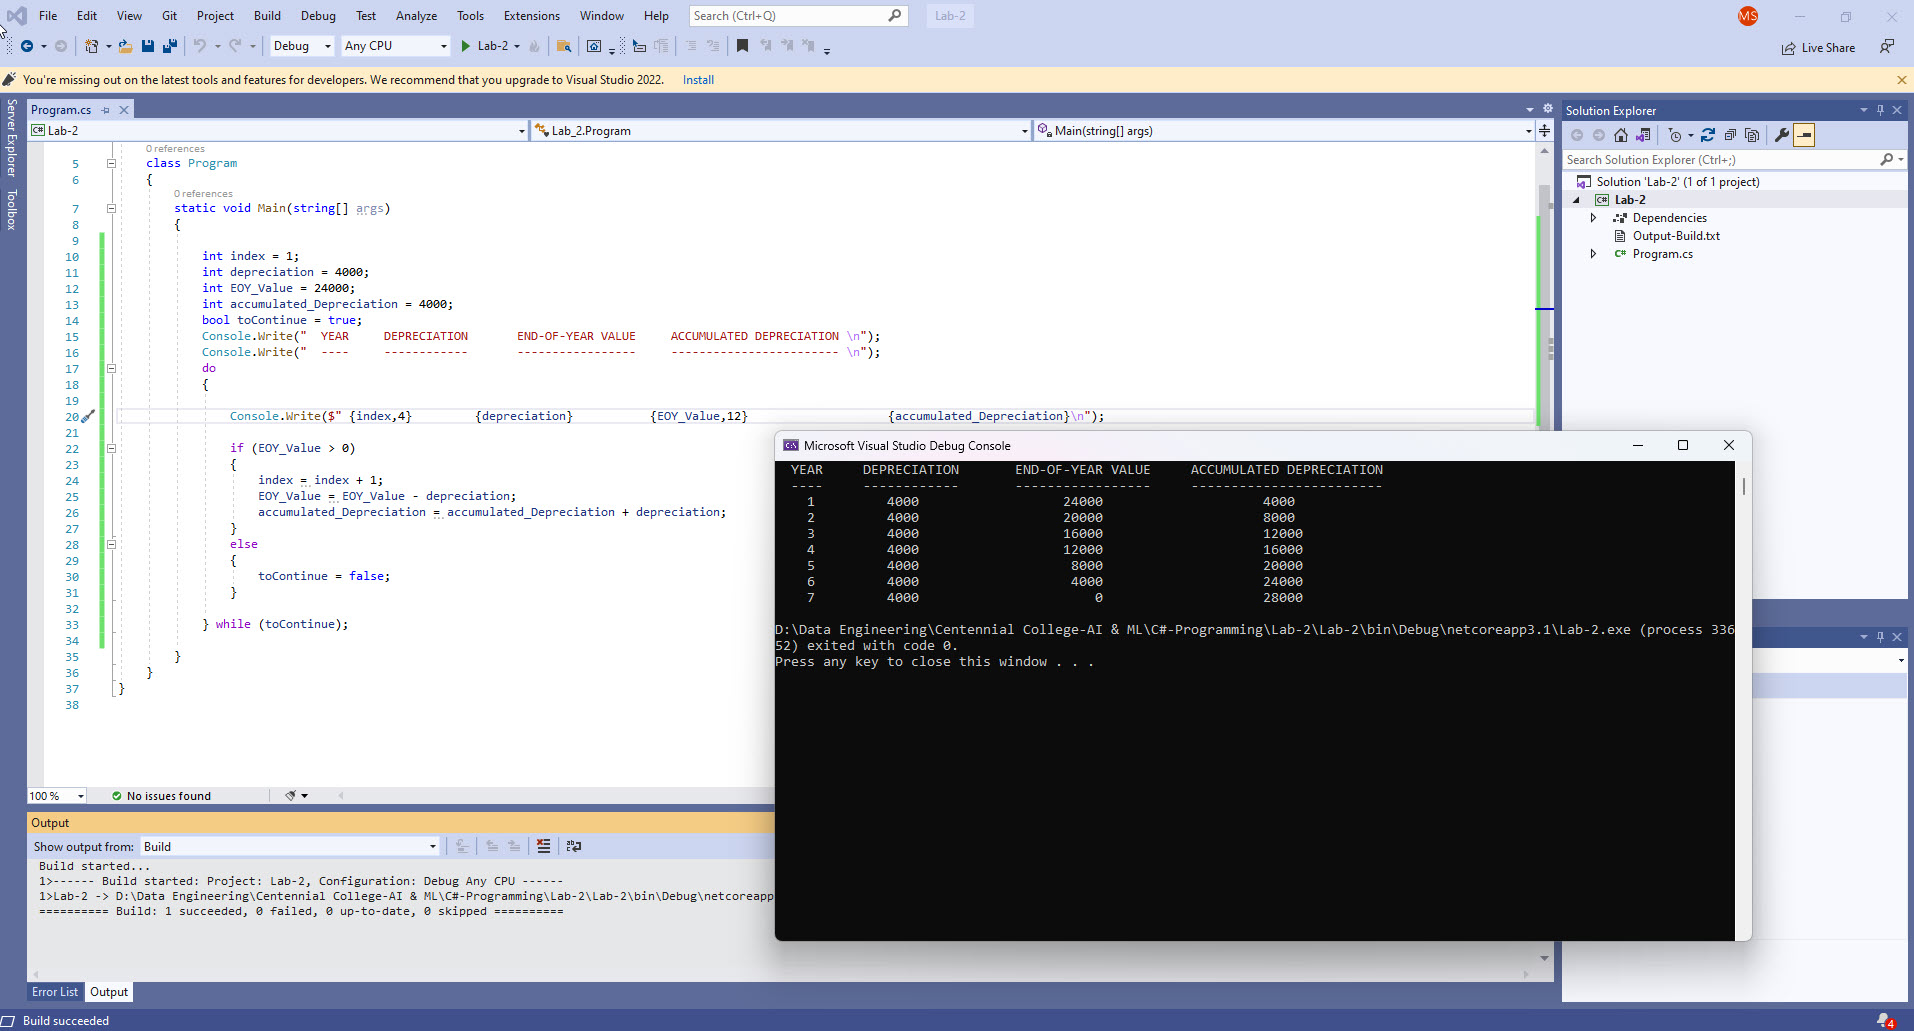 File Edit View Git Project Build Debug Test Analyze Tools Extensions Window Help Search (Ctrl+Q) Lab-2 MS
Debug Any CPU Lab-2 Live Share
You're missing out on the latest tools and features for developers. We recommend that you upgrade to Visual Studio 2022. Install
Server Explorer
Toolbox
Program.cs
C# Lab-2 Lab_2.Program Main(string[] args)
0 references
5 class Program
6 {
0 references
7 static void Main(string[] args)
8 {
9
10 int index = 1;
11 int depreciation = 4000;
12 int EOY_Value = 24000;
13 int accumulated_Depreciation = 4000;
14 bool toContinue = true;
15 Console.Write("  YEAR     DEPRECIATION       END-OF-YEAR VALUE     ACCUMULATED DEPRECIATION \n");
16 Console.Write("  ----     ------------       -----------------     ------------------------ \n");
17 do
18 {
19
20 Console.Write($" {index,4}         {depreciation}           {EOY_Value,12}                    {accumulated_Depreciation}\n");
21
22 if (EOY_Value > 0)
23 {
24 index = index + 1;
25 EOY_Value = EOY_Value - depreciation;
26 accumulated_Depreciation = accumulated_Depreciation + depreciation;
27 }
28 else
29 {
30 toContinue = false;
31 }
32
33 } while (toContinue);
34
35 }
36 }
37 }
38
100 % No issues found
Output
Show output from: Build
Build started...
1>------ Build started: Project: Lab-2, Configuration: Debug Any CPU ------
1>Lab-2 -> D:\Data Engineering\Centennial College-AI & ML\C#-Programming\Lab-2\Lab-2\bin\Debug\netcoreapp
========== Build: 1 succeeded, 0 failed, 0 up-to-date, 0 skipped ==========
Error List Output
Build succeeded
4
Microsoft Visual Studio Debug Console
YEAR     DEPRECIATION       END-OF-YEAR VALUE     ACCUMULATED DEPRECIATION
----     ------------       -----------------     ------------------------
1 4000 24000 4000
2 4000 20000 8000
3 4000 16000 12000
4 4000 12000 16000
5 4000 8000 20000
6 4000 4000 24000
7 4000 0 28000
D:\Data Engineering\Centennial College-AI & ML\C#-Programming\Lab-2\Lab-2\bin\Debug\netcoreapp3.1\Lab-2.exe (process 336
52) exited with code 0.
Press any key to close this window . . .
Solution Explorer
Search Solution Explorer (Ctrl+;)
Solution 'Lab-2' (1 of 1 project)
C# Lab-2
Dependencies
Output-Build.txt
C# Program.cs